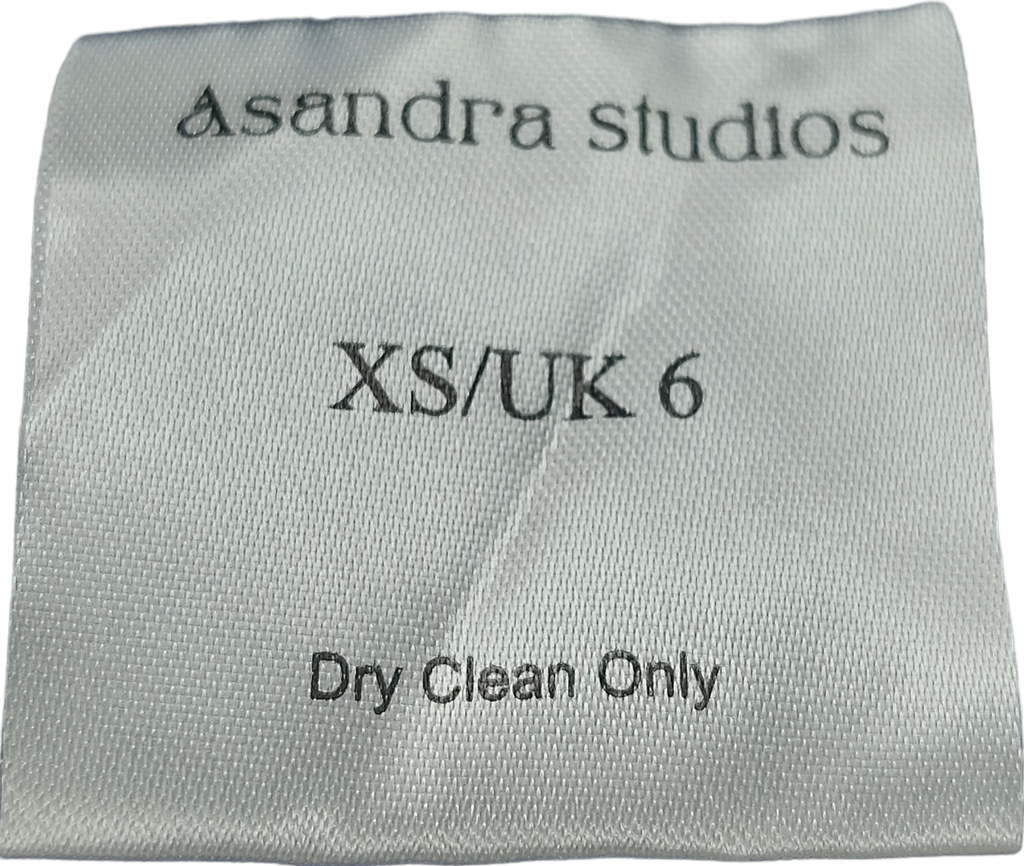 Asandra Studios
XS/UK 6
Dry Clean Only